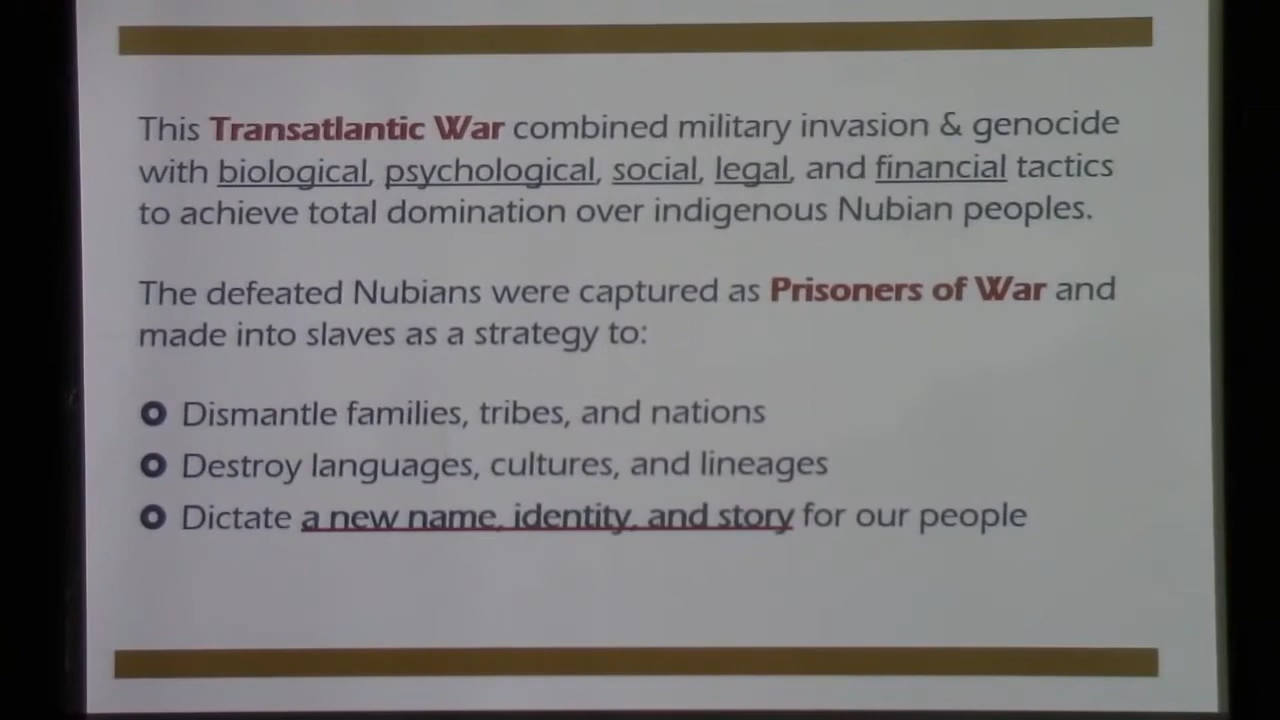 This Transatlantic War combined military invasion & genocide
with biological, psychological, social, legal, and financial tactics
to achieve total domination over indigenous Nubian peoples.
The defeated Nubians were captured as Prisoners of War and
made into slaves as a strategy to:
Dismantle families, tribes, and nations
Destroy languages, cultures, and lineages
Dictate a new name, identity, and story for our people